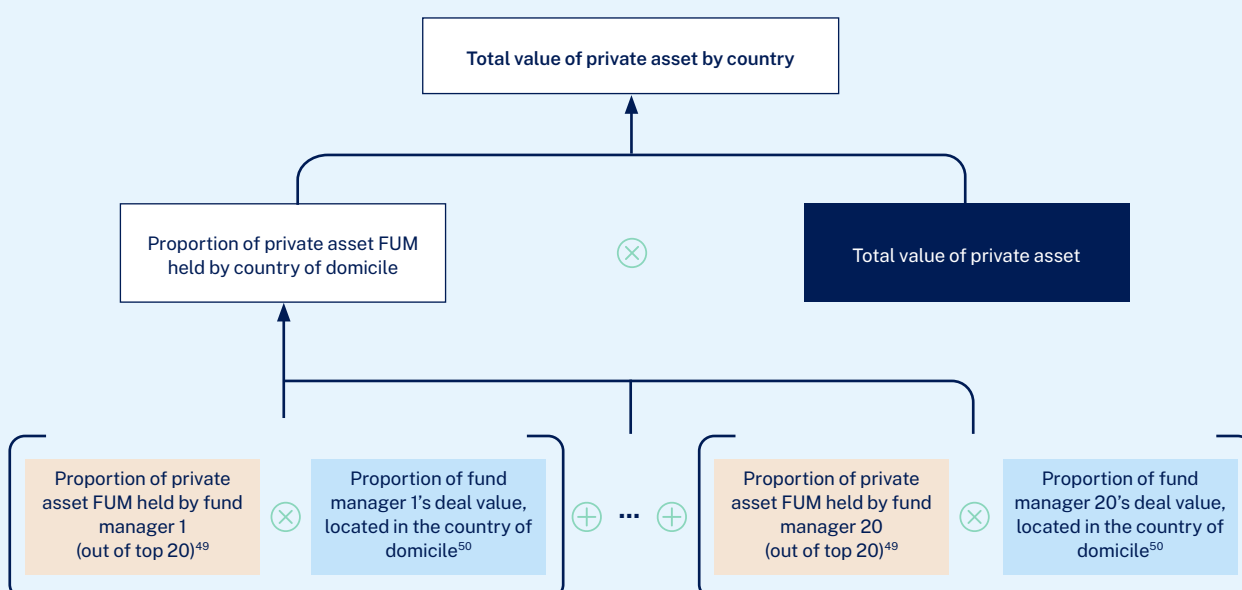 Total value of private asset by country
Proportion of private asset FUM
held by country of domicile
Total value of private asset
Proportion of private
asset FUM held by fund
manager 1
(out of top 20)49
Proportion of fund
manager 1's deal value,
located in the country of
domicile50
...
Proportion of private
asset FUM held by fund
manager 20
(out of top 20)49
Proportion of fund
manager 20's deal value,
located in the country of
domicile50